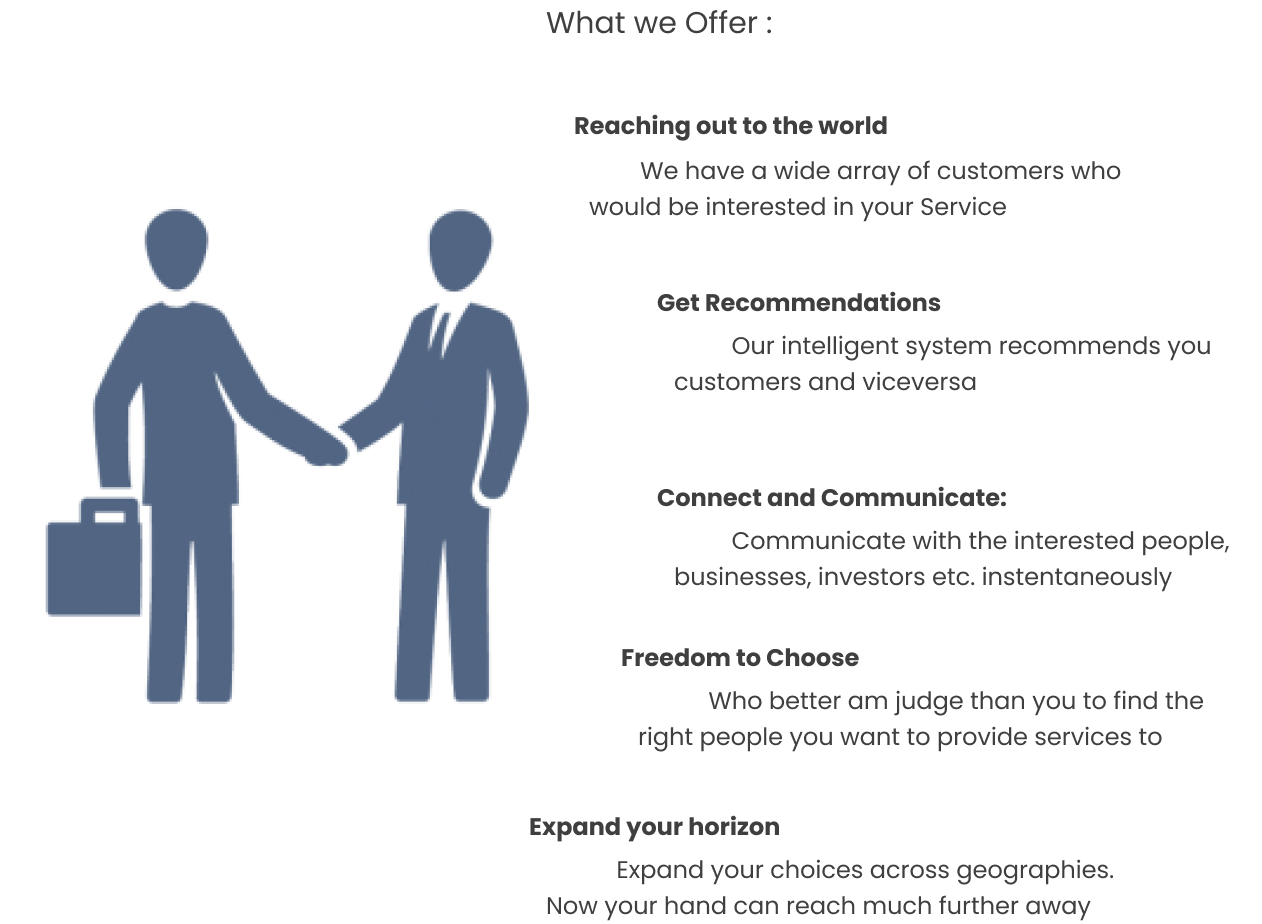 What we Offer :
Reaching out to the world
We have a wide array of customers who
would be interested in your Service
Get Recommendations
Our intelligent system recommends you
customers and viceversa
Connect and Communicate:
Communicate with the interested people,
businesses, investors etc. instentaneously
Freedom to Choose
Who better am judge than you to find the
right people you want to provide services to
Expand your horizon
Expand your choices across geographies.
Now your hand can reach much further away